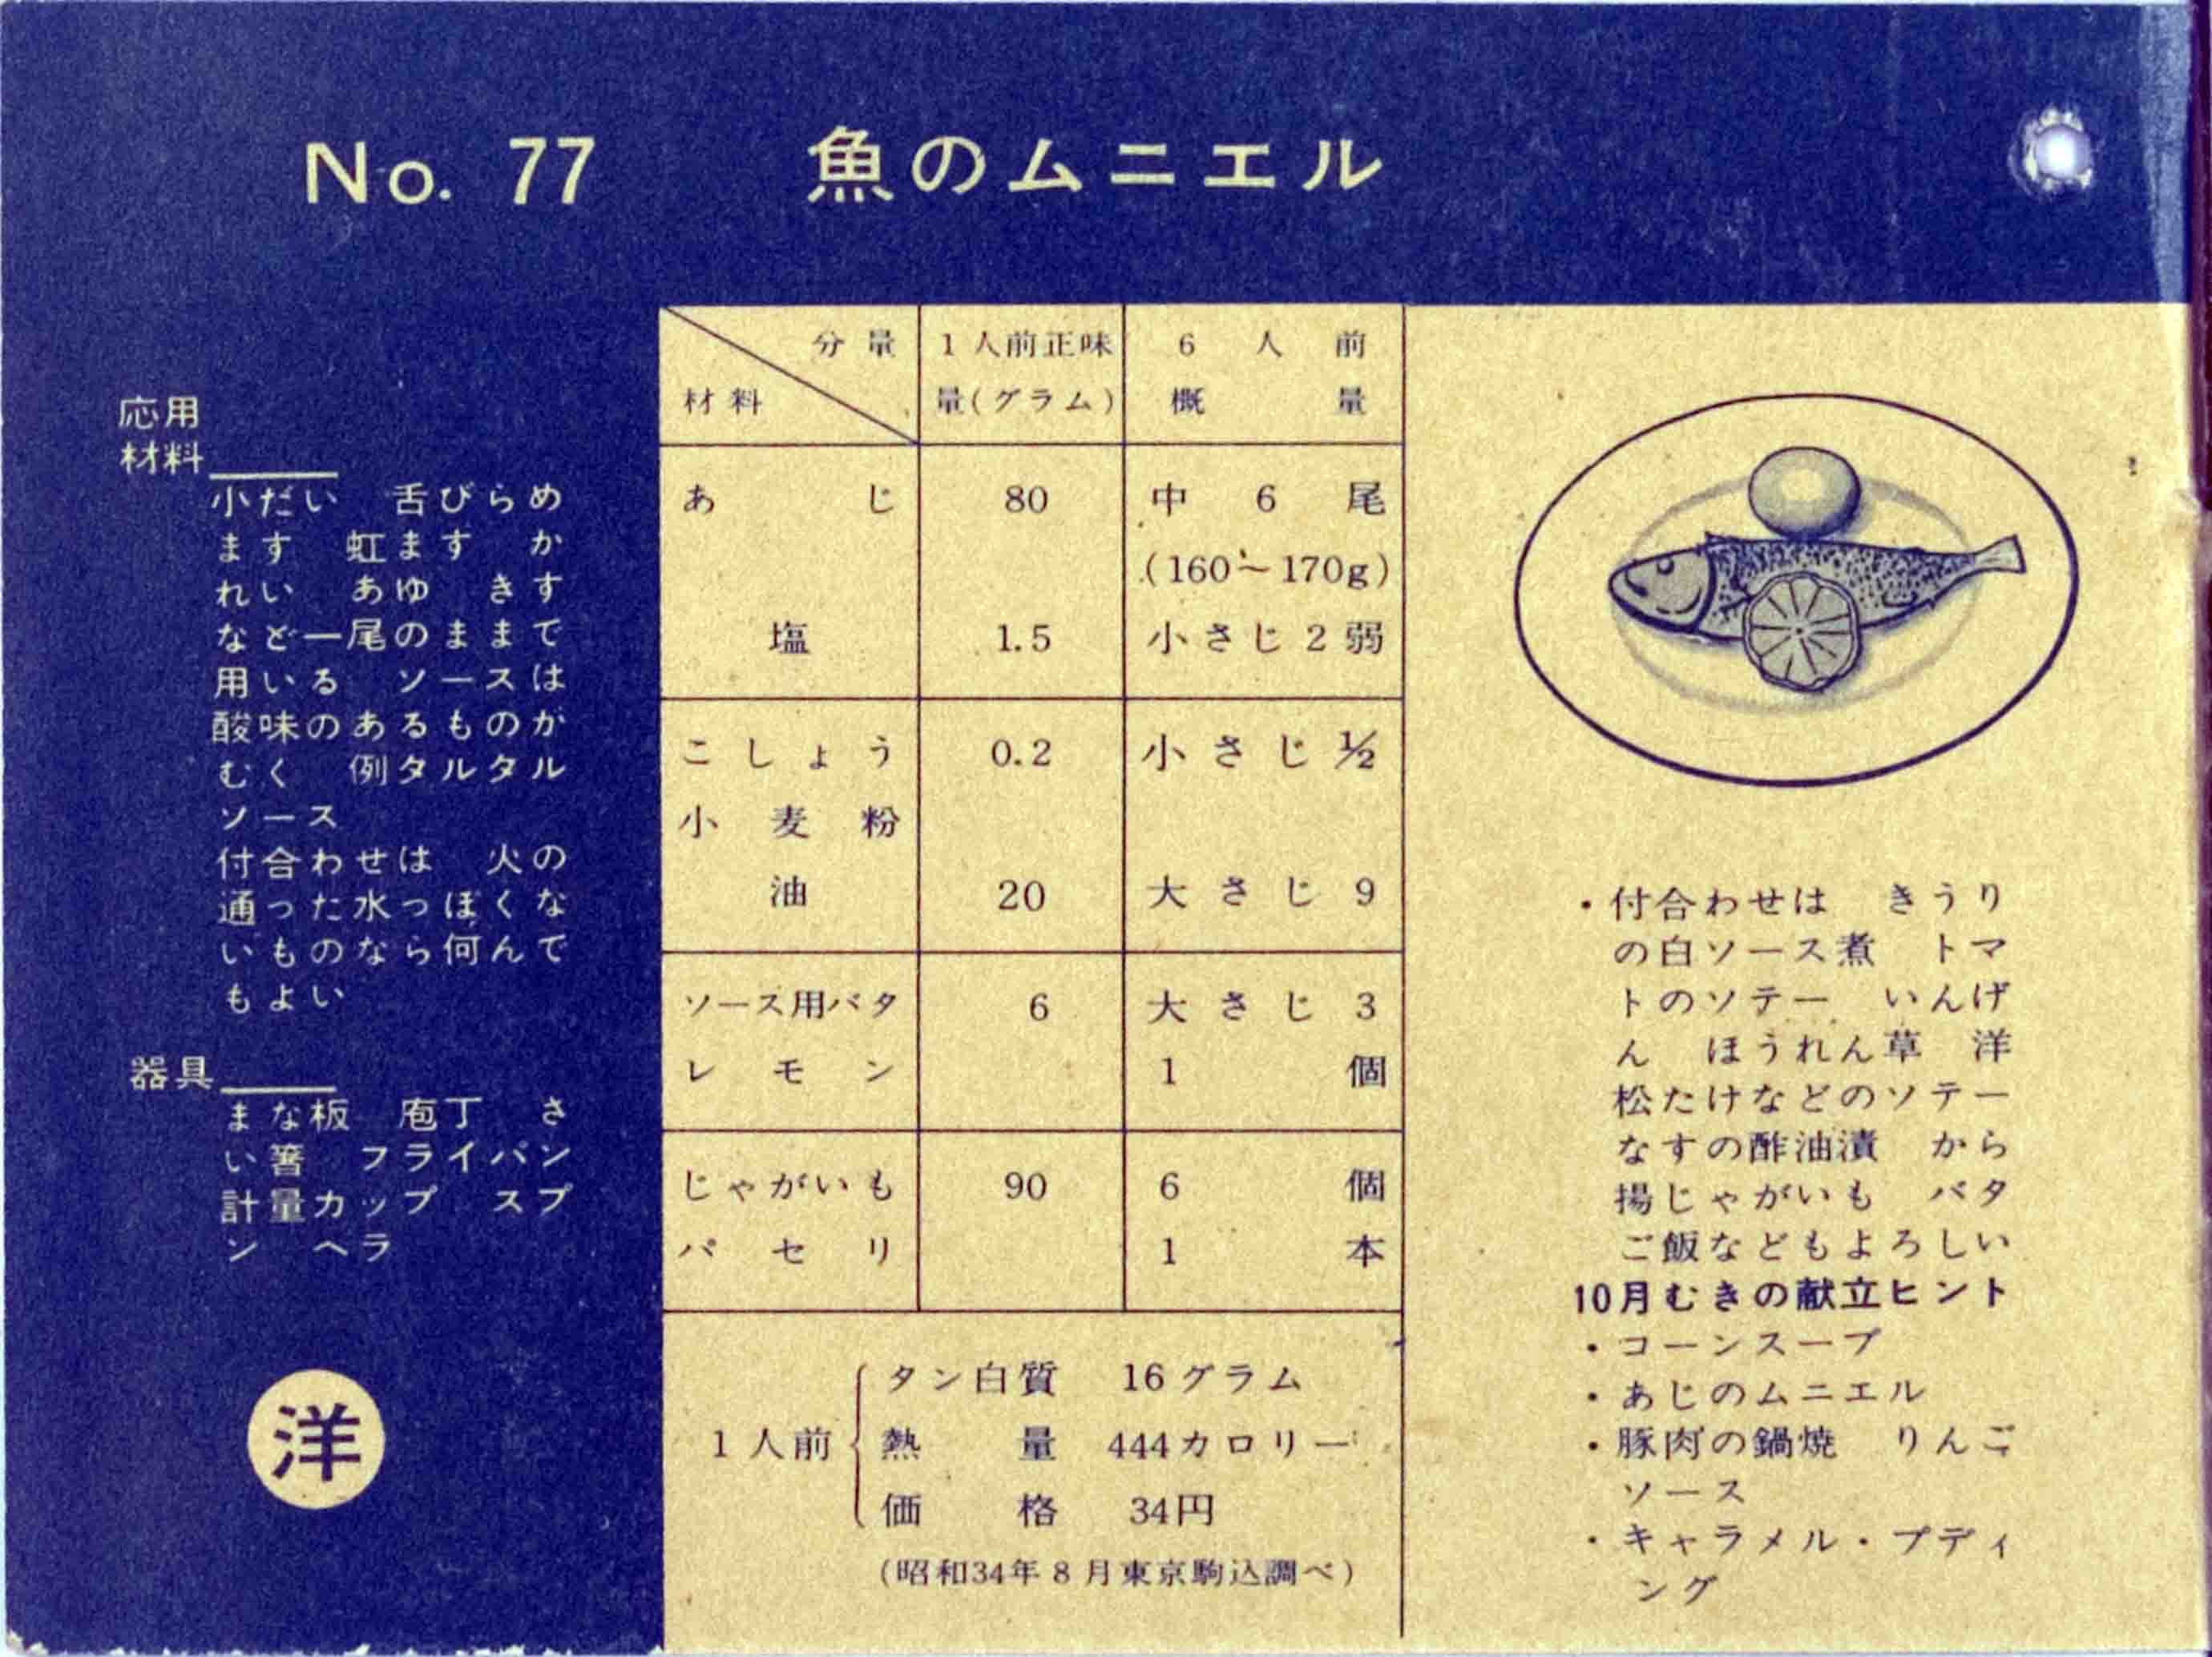 No. 77 魚のムニエル
応用
材料
小だい 舌びらめ
ます 虹ます か
れい あゆ きす
など一尾のままで
用いる ソースは
酸味のあるものが
むく 例タルタル
ソース
付合わせは 火の
通った水っぽくな
いものなら何んで
もよい
器具
まな板 庖丁 さ
い箸 フライパン
計量カップ スプ
ン ヘラ
洋
分量 1人前正味 6人前
材料 量(グラム)概量
あじ 80 中6尾
(160~170g)
塩 1.5 小さじ2弱
こしょう 0.2 小さじ½
小麦粉
油 20 大さじ9
ソース用バタ 6 大さじ3
レモン 1個
じゃがいも 90 6個
パセリ 1本
タン白質 16グラム
1人前 熱量 444カロリー
価格 34円
(昭和34年8月東京駒込調べ)
・付合わせは きうり
の白ソース煮 トマ
トのソテー いんげ
ん ほうれん草 洋
松たけなどのソテー
なすの酢油漬 から
揚じゃがいも バタ
ご飯などもよろしい
10月むきの献立ヒント
・コーンスープ
・あじのムニエル
・豚肉の鍋焼 りんご
ソース
・キャラメル・プディ
ング